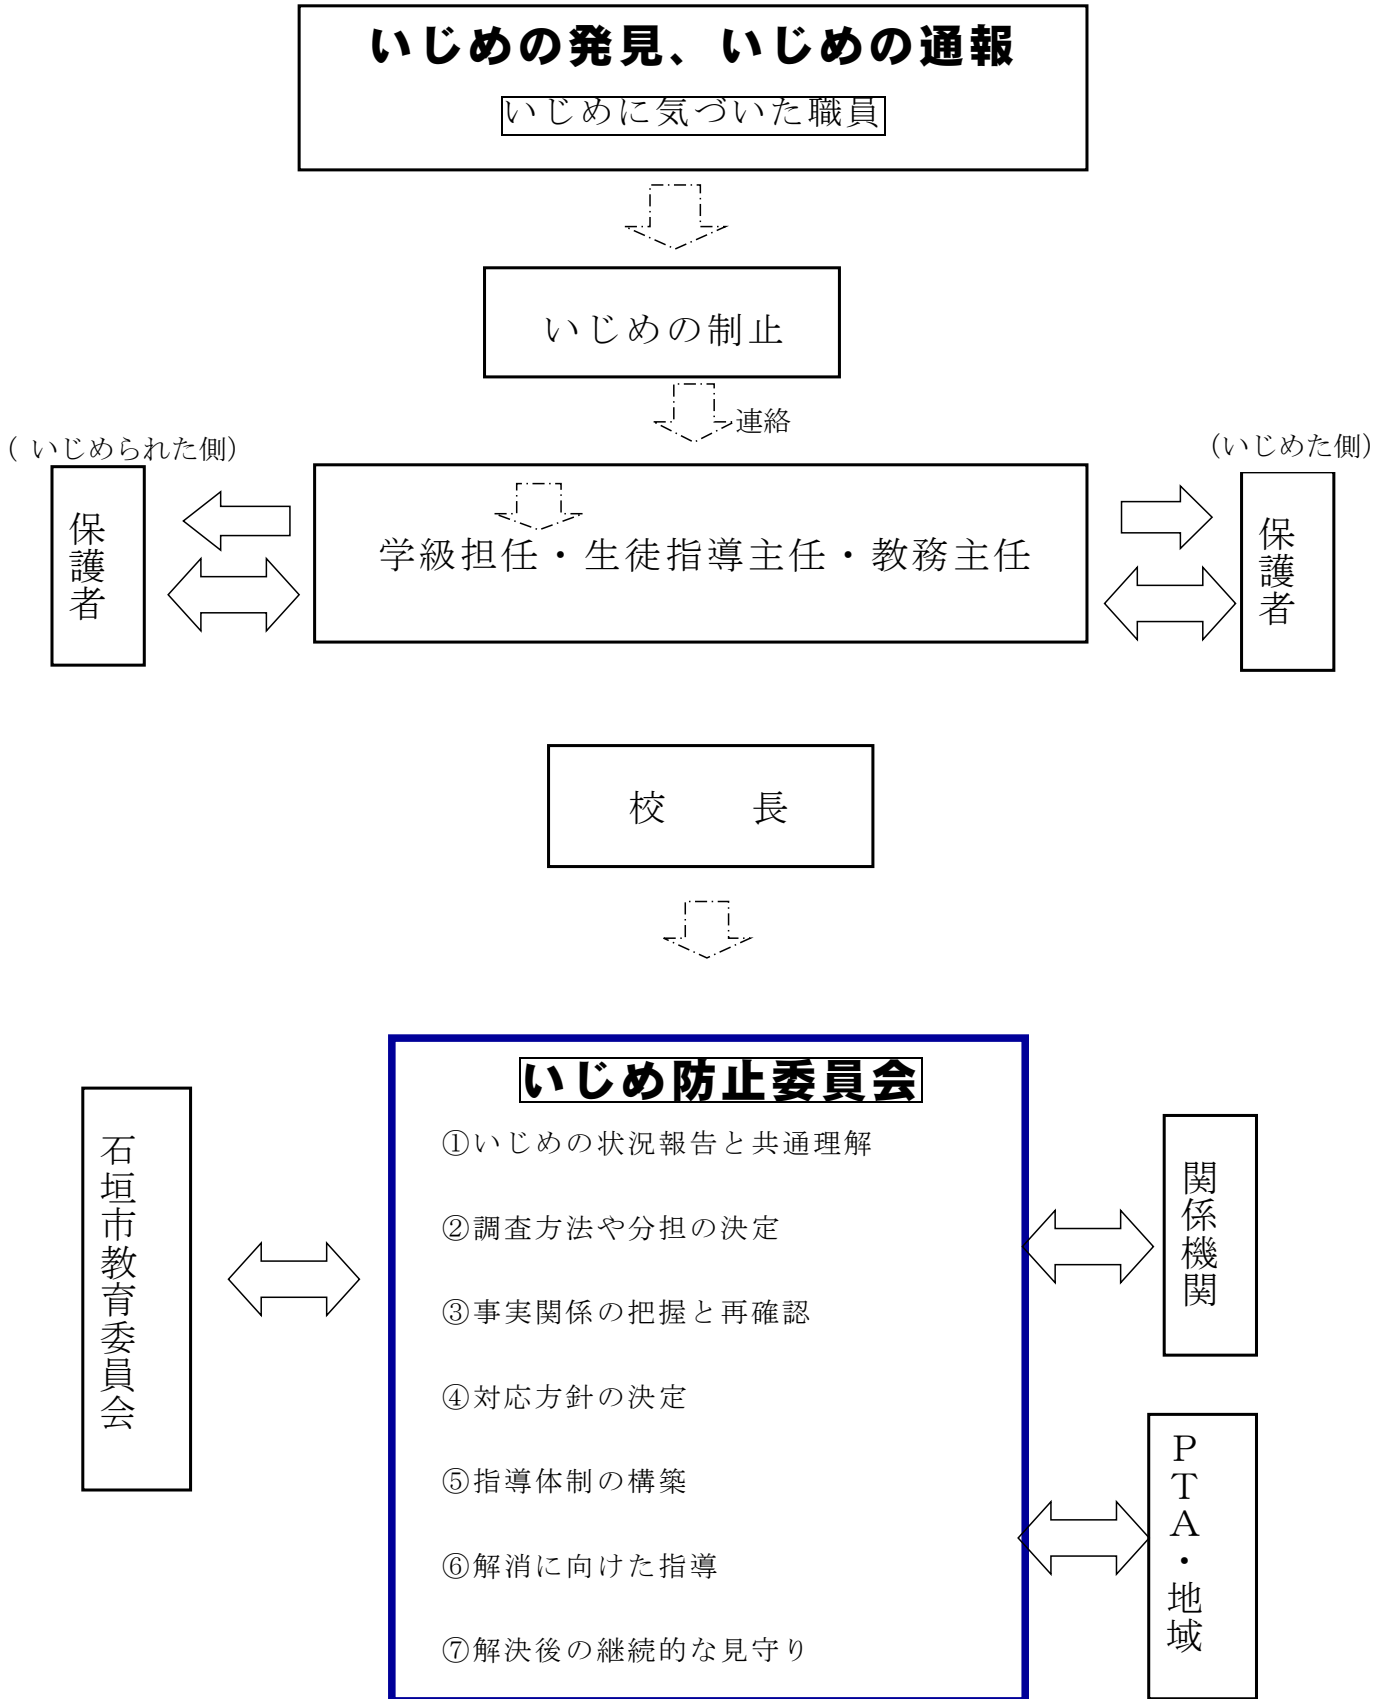 いじめの発見、いじめの通報
いじめに気づいた職員
いじめの制止
連絡
（いじめられた側）
（いじめた側）
保護者
学級担任・生徒指導主任・教務主任
保護者
校　　長
いじめ防止委員会
①いじめの状況報告と共通理解
②調査方法や分担の決定
③事実関係の把握と再確認
④対応方針の決定
⑤指導体制の構築
⑥解消に向けた指導
⑦解決後の継続的な見守り
石垣市教育委員会
関係機関
ＰＴＡ・地域